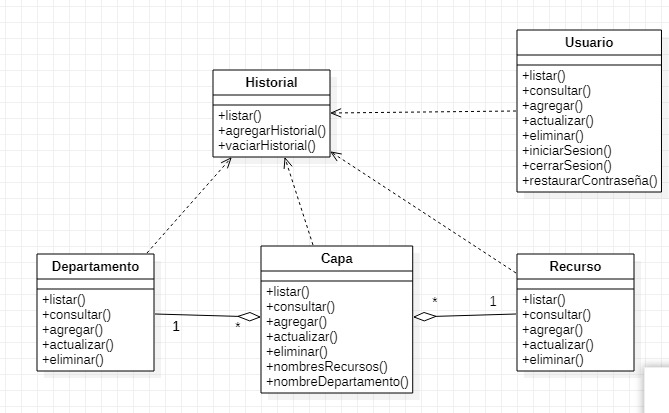 Usuario
+listar()
+consultar()
+agregar()
+actualizar()
+eliminar()
+iniciarSesion()
+cerrarSesion()
+restaurarContraseña()
Historial
+listar()
+agregarHistorial()
+vaciarHistorial()
Departamento
+listar()
+consultar()
+agregar()
+actualizar()
+eliminar()
1
*
Capa
+listar()
+consultar()
+agregar()
+actualizar()
+eliminar()
+nombresRecursos()
+nombreDepartamento()
*
1
Recurso
+listar()
+consultar()
+agregar()
+actualizar()
+eliminar()